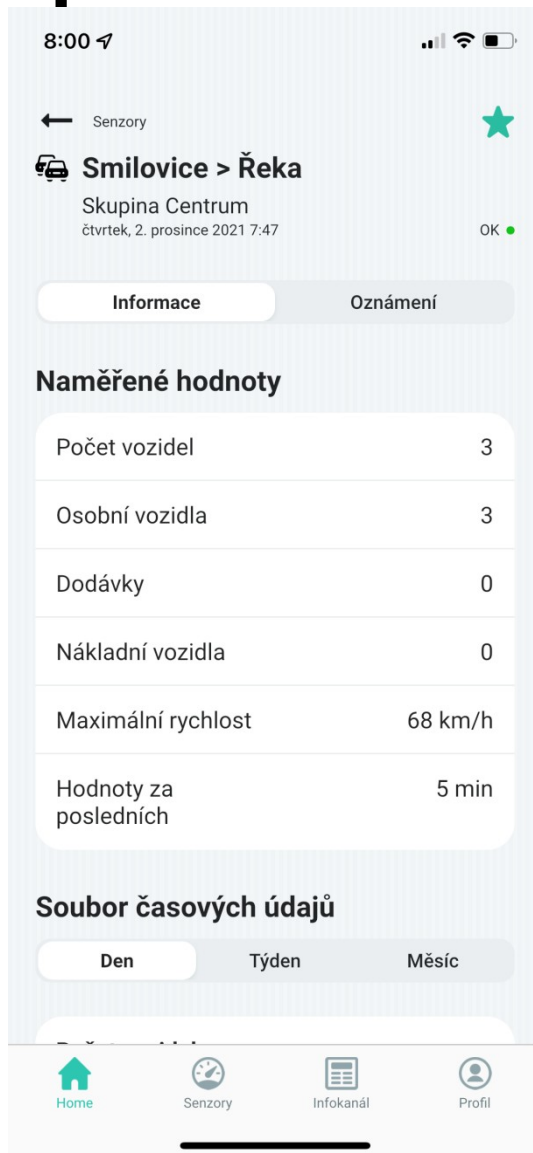 8:00
Senzory
Smilovice > Řeka
Skupina Centrum
čtvrtek, 2. prosince 2021 7:47
OK
Informace Oznámení
Naměřené hodnoty
Počet vozidel 3
Osobní vozidla 3
Dodávky 0
Nákladní vozidla 0
Maximální rychlost 68 km/h
Hodnoty za 5 min
posledních
Soubor časových údajů
Den Týden Měsíc
Home Senzory Infokanál Profil